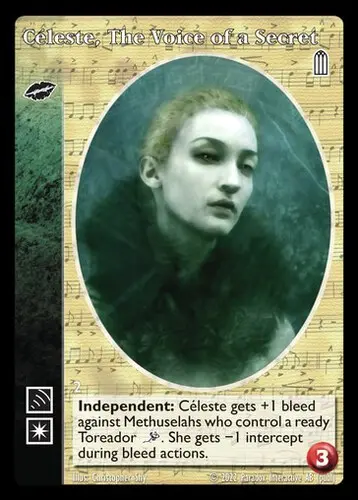 Céleste, The Voice of a Secret
2
Independent: Céleste gets +1 bleed
against Methuselahs who control a ready
Toreador . She gets −1 intercept
during bleed actions.
3
Illus: Christopher Shy © 2022 Paradox Interactive AB (publ)